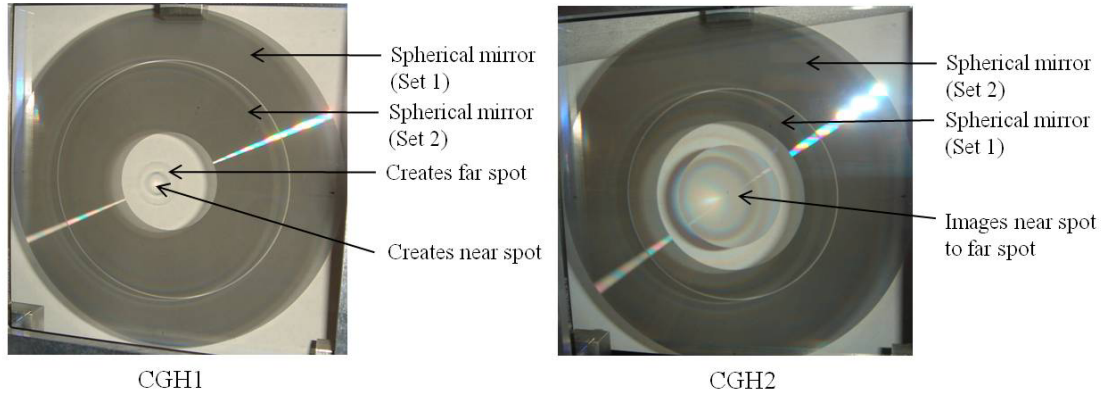 Spherical mirror
(Set 1)
Spherical mirror
(Set 2)
Creates far spot
Creates near spot
CGH1
Spherical mirror
(Set 2)
Spherical mirror
(Set 1)
Images near spot
to far spot
CGH2